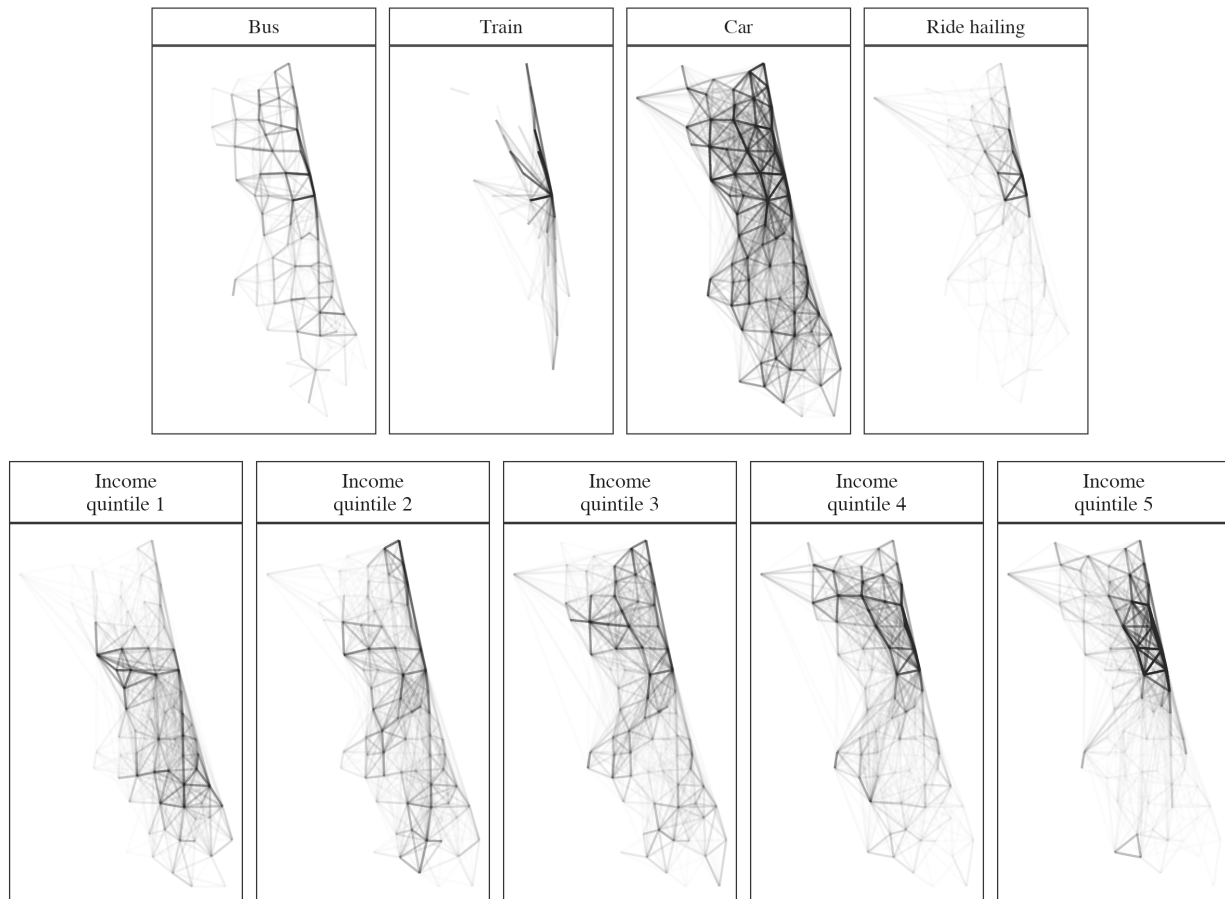 Bus
Train
Car
Ride hailing
Income
quintile 1
Income
quintile 2
Income
quintile 3
Income
quintile 4
Income
quintile 5